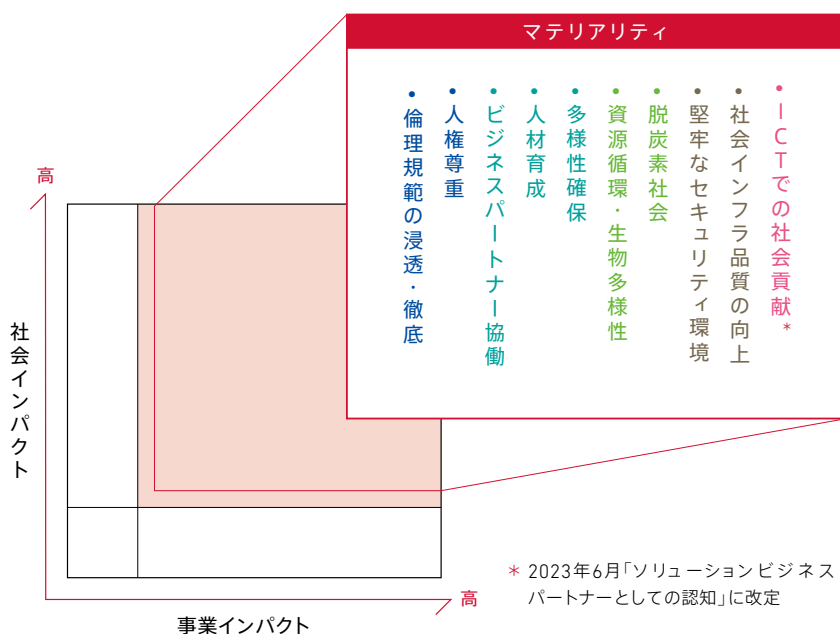 マテリアリティ
・ICTでの社会貢献*
・社会インフラ品質の向上
・堅牢なセキュリティ環境
・脱炭素社会
・資源循環・生物多様性
・多様性確保
・人材育成
・ビジネスパートナー協働
・人権尊重
・倫理規範の浸透・徹底
高
社会インパクト
高
事業インパクト
* 2023年6月「ソリューションビジネス
パートナーとしての認知」に改定